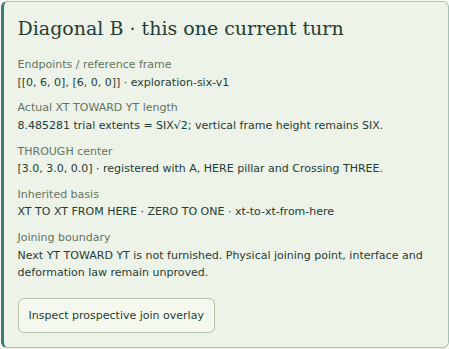 Diagonal B · this one current turn
Endpoints / reference frame
[[0, 6, 0], [6, 0, 0]] · exploration-six-v1
Actual XT TOWARD YT length
8.485281 trial extents = SIX√2; vertical frame height remains SIX.
THROUGH center
[3.0, 3.0, 0.0] · registered with A, HERE pillar and Crossing THREE.
Inherited basis
XT TO XT FROM HERE · ZERO TO ONE · xt-to-xt-from-here
Joining boundary
Next YT TOWARD YT is not furnished. Physical joining point, interface and
deformation law remain unproved.
Inspect prospective join overlay